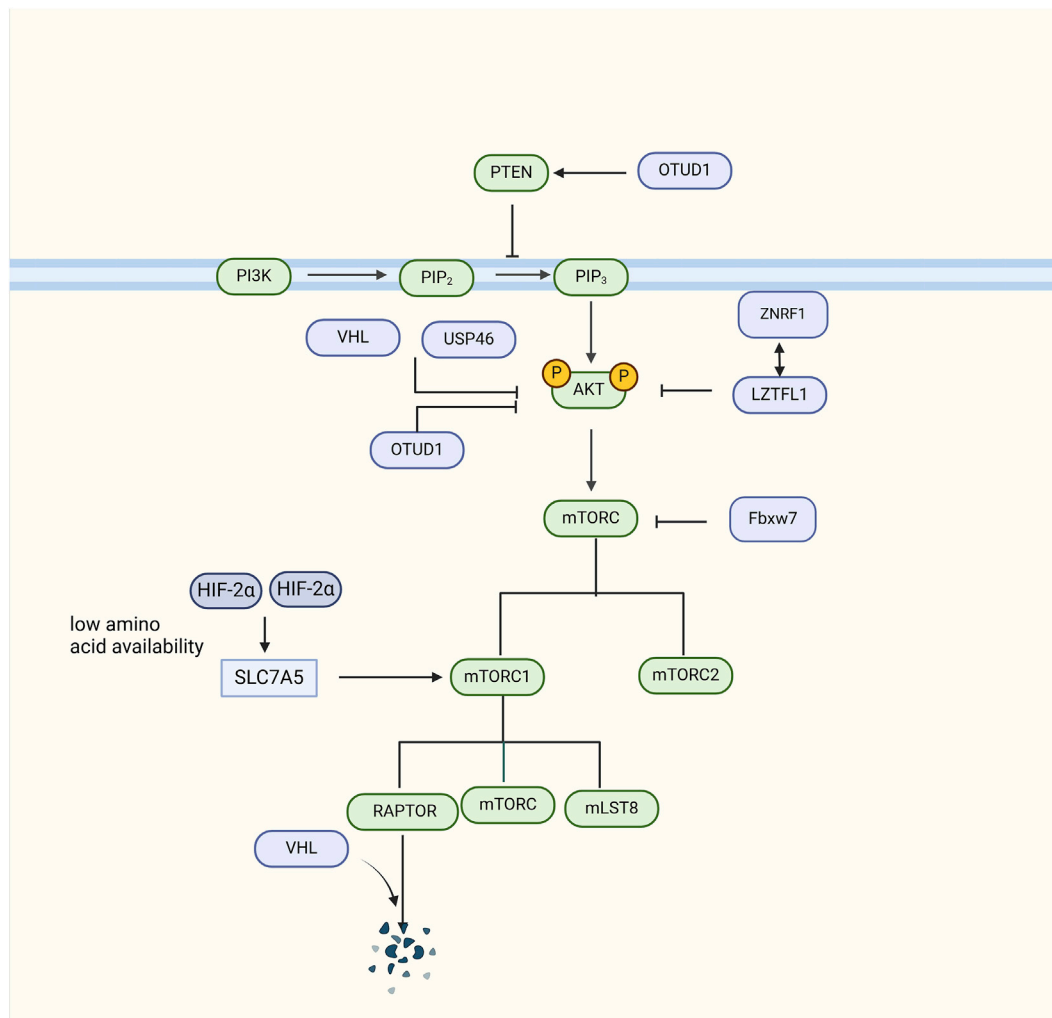 PTEN
OTUD1
PI3K
PIP₂
PIP₃
ZNRF1
VHL
USP46
P
P
AKT
LZTFL1
OTUD1
mTORC
Fbxw7
HIF-2α
HIF-2α
low amino
acid availability
SLC7A5
mTORC1
mTORC2
RAPTOR
mTORC
mLST8
VHL